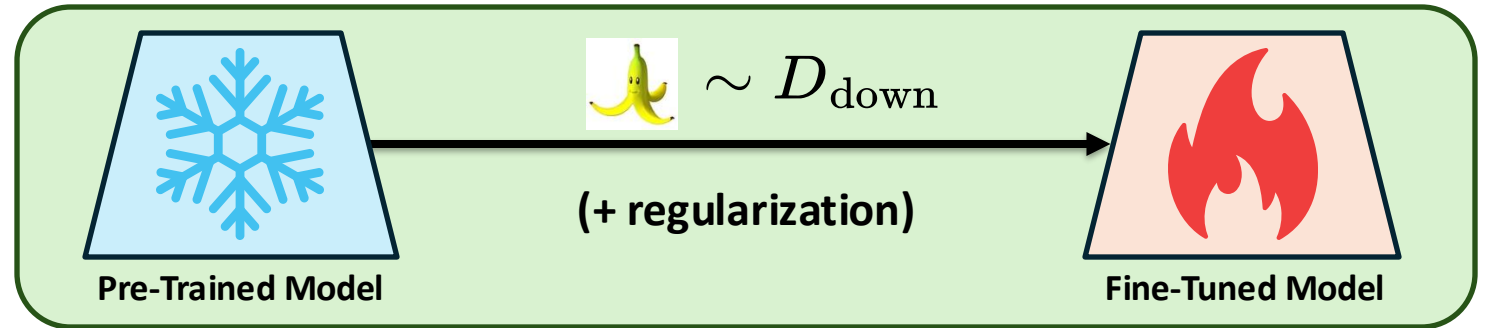 ∼ D_down
(+ regularization)
Pre-Trained Model
Fine-Tuned Model